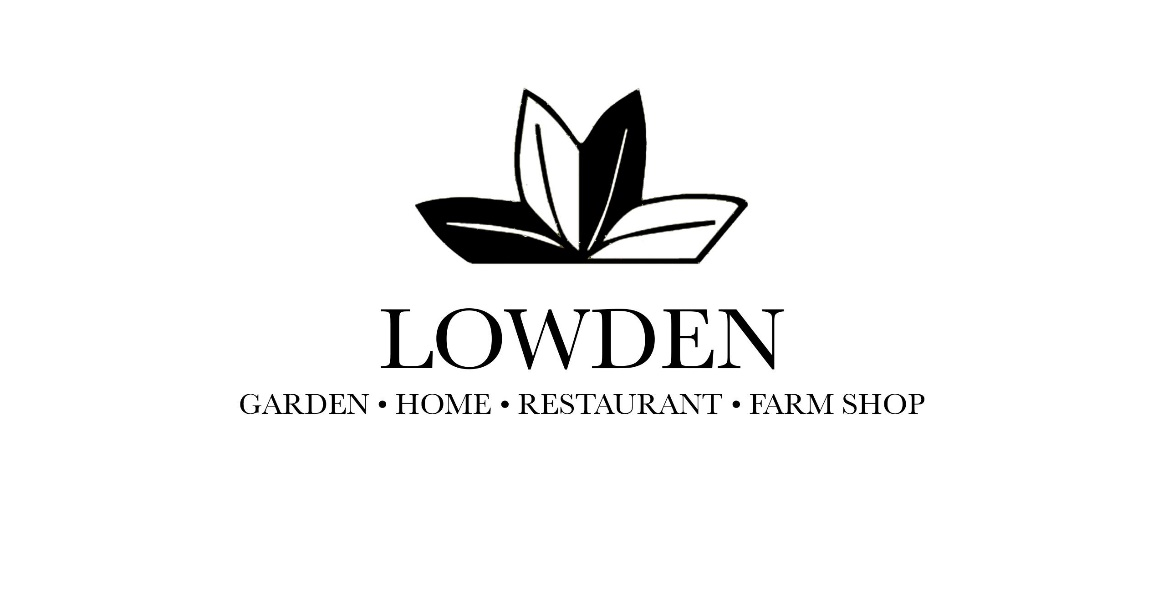 LOWDEN
GARDEN • HOME • RESTAURANT • FARM SHOP